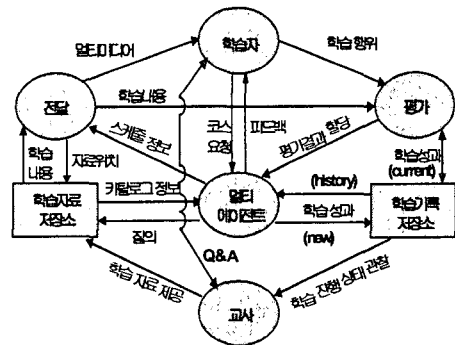 학습자
멀티미디어
학습 행위
전달
학습내용
평가
스케줄 정보
코스
요청
피드백
평가결과 할당
학습
내용
자료위치
학습성과
(current)
카탈로그 정보
멀티
에이전트
(history)
학습자료
저장소
학습 성과
(new)
학습기록
저장소
질의
Q&A
학습 자료 제공
학습 진행 상태 관찰
교사